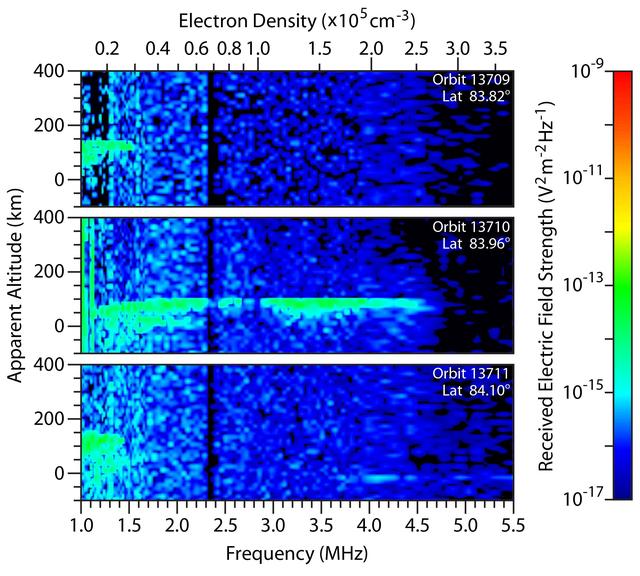 Electron Density (×10⁵cm⁻³)
0.2 0.4 0.6 0.8 1.0 1.5 2.0 2.5 3.0 3.5
400
200
0
Orbit 13709
Lat 83.82°
400
200
0
Orbit 13710
Lat 83.96°
400
200
0
Orbit 13711
Lat 84.10°
Apparent Altitude (km)
1.0 1.5 2.0 2.5 3.0 3.5 4.0 4.5 5.0 5.5
Frequency (MHz)
Received Electric Field Strength (V²m⁻²Hz⁻¹)
10⁻⁹
10⁻¹¹
10⁻¹³
10⁻¹⁵
10⁻¹⁷